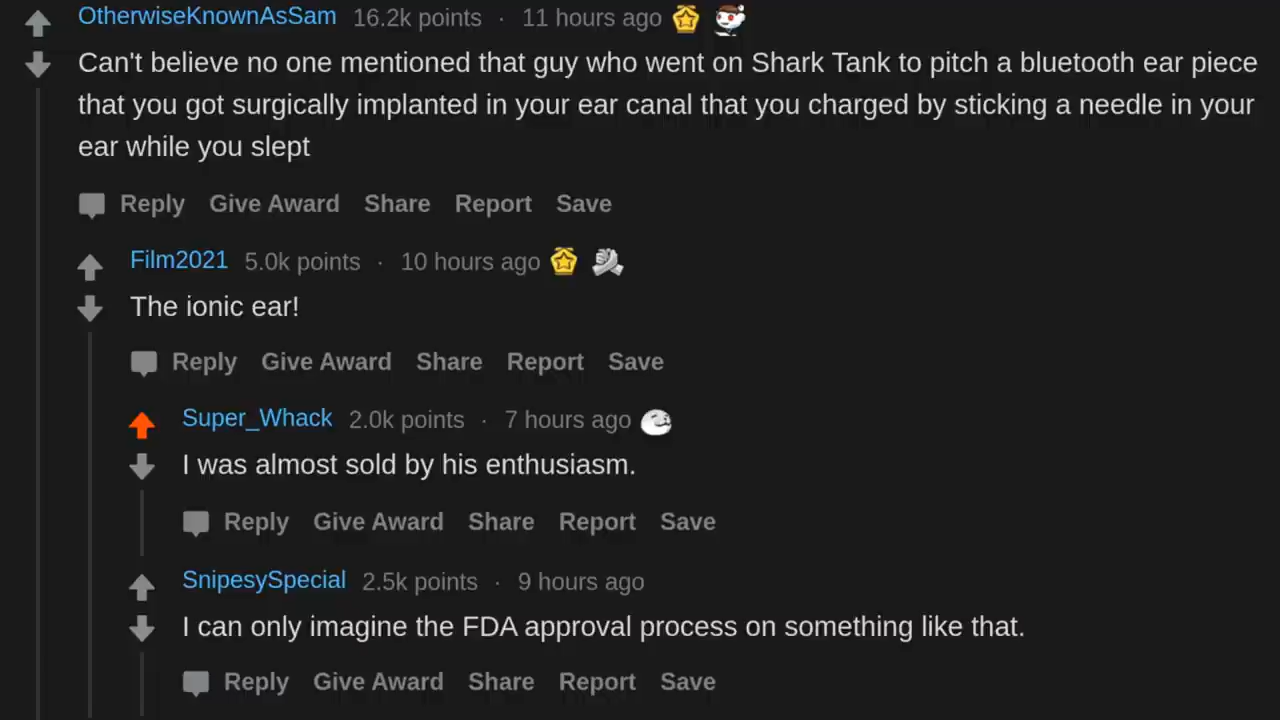 OtherwiseKnownAsSam 16.2k points · 11 hours ago
Can't believe no one mentioned that guy who went on Shark Tank to pitch a bluetooth ear piece
that you got surgically implanted in your ear canal that you charged by sticking a needle in your
ear while you slept
Reply Give Award Share Report Save
Film2021 5.0k points · 10 hours ago
The ionic ear!
Reply Give Award Share Report Save
Super_Whack 2.0k points · 7 hours ago
I was almost sold by his enthusiasm.
Reply Give Award Share Report Save
SnipesySpecial 2.5k points · 9 hours ago
I can only imagine the FDA approval process on something like that.
Reply Give Award Share Report Save